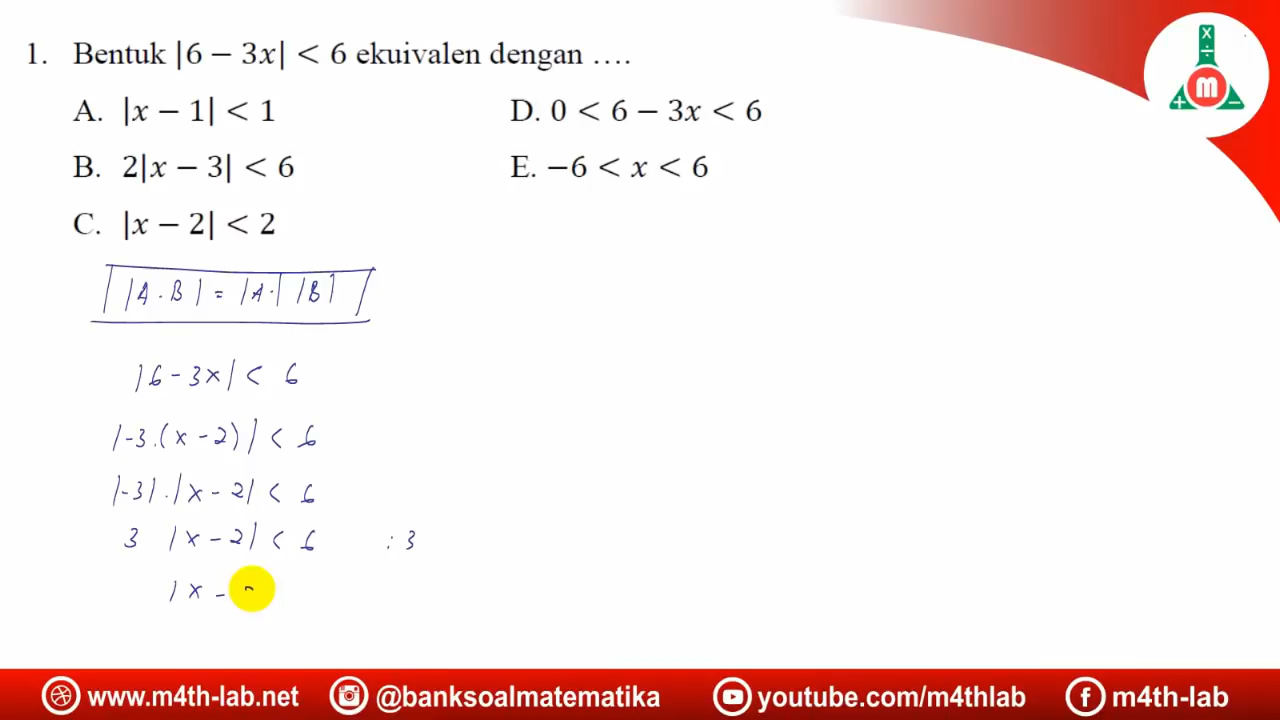 1. Bentuk |6 − 3x| < 6 ekuivalen dengan ….
A. |x − 1| < 1
B. 2|x − 3| < 6
C. |x − 2| < 2
D. 0 < 6 − 3x < 6
E. −6 < x < 6
|A · B| = |A| |B|
|6 − 3x| < 6
|−3·(x − 2)| < 6
|−3| · |x − 2| < 6
3 |x − 2| < 6 : 3
|x −
x ÷ m + −
www.m4th-lab.net @banksoalmatematika youtube.com/m4thlab m4th-lab